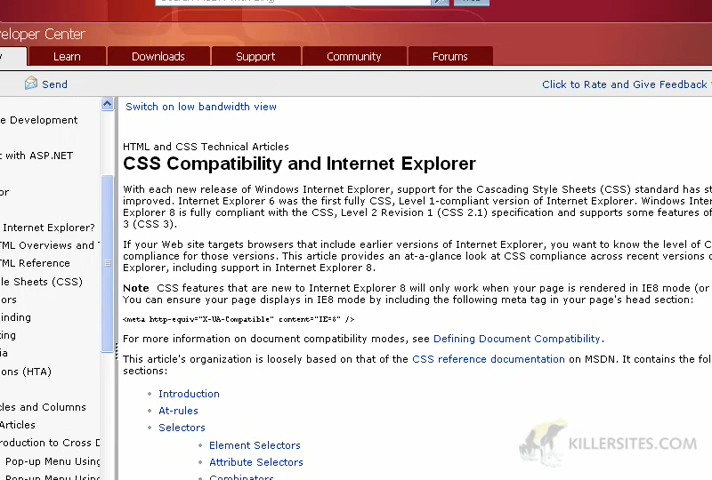 eloper Center
Learn
Downloads
Support
Community
Forums
Send
Click to Rate and Give Feedback
Switch on low bandwidth view
e Development
t with ASP.NET
or
Internet Explorer?
TML Overviews and T
TML Reference
le Sheets (CSS)
ors
inding
ting
ia
ons (HTA)
cles and Columns
Articles
roduction to Cross D
Pop-up Menu Using
Pop-up Menu Using
HTML and CSS Technical Articles
CSS Compatibility and Internet Explorer
With each new release of Windows Internet Explorer, support for the Cascading Style Sheets (CSS) standard has st
improved. Internet Explorer 6 was the first fully CSS, Level 1-compliant version of Internet Explorer. Windows Inter
Explorer 8 is fully compliant with the CSS, Level 2 Revision 1 (CSS 2.1) specification and supports some features of
3 (CSS 3).
If your Web site targets browsers that include earlier versions of Internet Explorer, you want to know the level of C
compliance for those versions. This article provides an at-a-glance look at CSS compliance across recent versions o
Explorer, including support in Internet Explorer 8.
Note CSS features that are new to Internet Explorer 8 will only work when your page is rendered in IE8 mode (or
You can ensure your page displays in IE8 mode by including the following meta tag in your page's head section:
<meta http-equiv="X-UA-Compatible" content="IE=8" />
For more information on document compatibility modes, see Defining Document Compatibility.
This article's organization is loosely based on that of the CSS reference documentation on MSDN. It contains the fol
sections:
Introduction
At-rules
Selectors
Element Selectors
Attribute Selectors
Combinators
KILLERSITES.COM